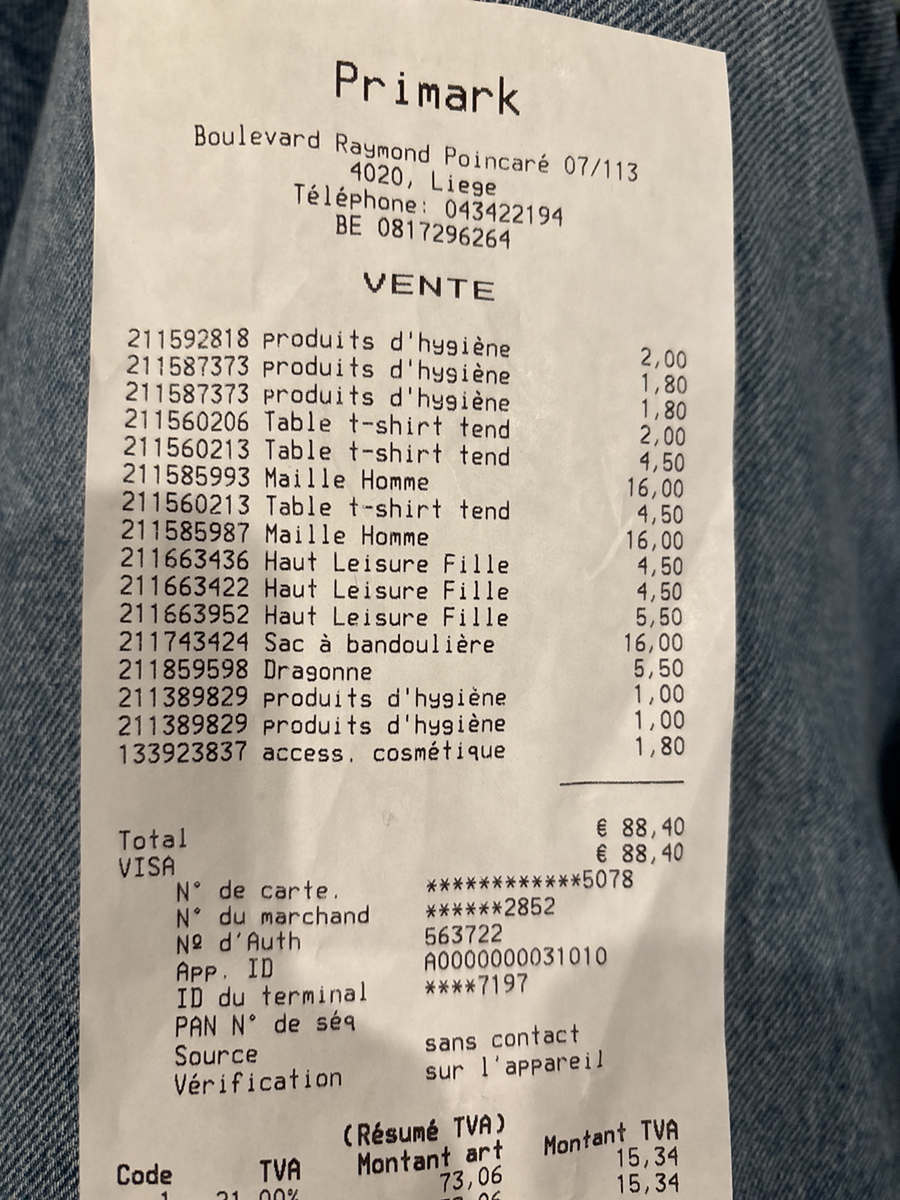 Primark
Boulevard Raymond Poincaré 07/113
4020, Liege
Téléphone: 043422194
BE 0817296264
VENTE
211592818 produits d'hygiène 2,00
211587373 produits d'hygiène 1,80
211587373 produits d'hygiène 1,80
211560206 Table t-shirt tend 2,00
211560213 Table t-shirt tend 4,50
211585993 Maille Homme 16,00
211560213 Table t-shirt tend 4,50
211585987 Maille Homme 16,00
211663436 Haut Leisure Fille 4,50
211663422 Haut Leisure Fille 4,50
211663952 Haut Leisure Fille 5,50
211743424 Sac à bandoulière 16,00
211859598 Dragonne 5,50
211389829 produits d'hygiène 1,00
211389829 produits d'hygiène 1,00
133923837 access. cosmétique 1,80
Total € 88,40
VISA € 88,40
N° de carte. ************5078
N° du marchand ******2852
Nº d'Auth 563722
App. ID A0000000031010
ID du terminal ****7197
PAN N° de séq
Source sans contact
Vérification sur l'appareil
(Résumé TVA)
Code TVA Montant art Montant TVA
1 21,00% 73,06 15,34
15,34